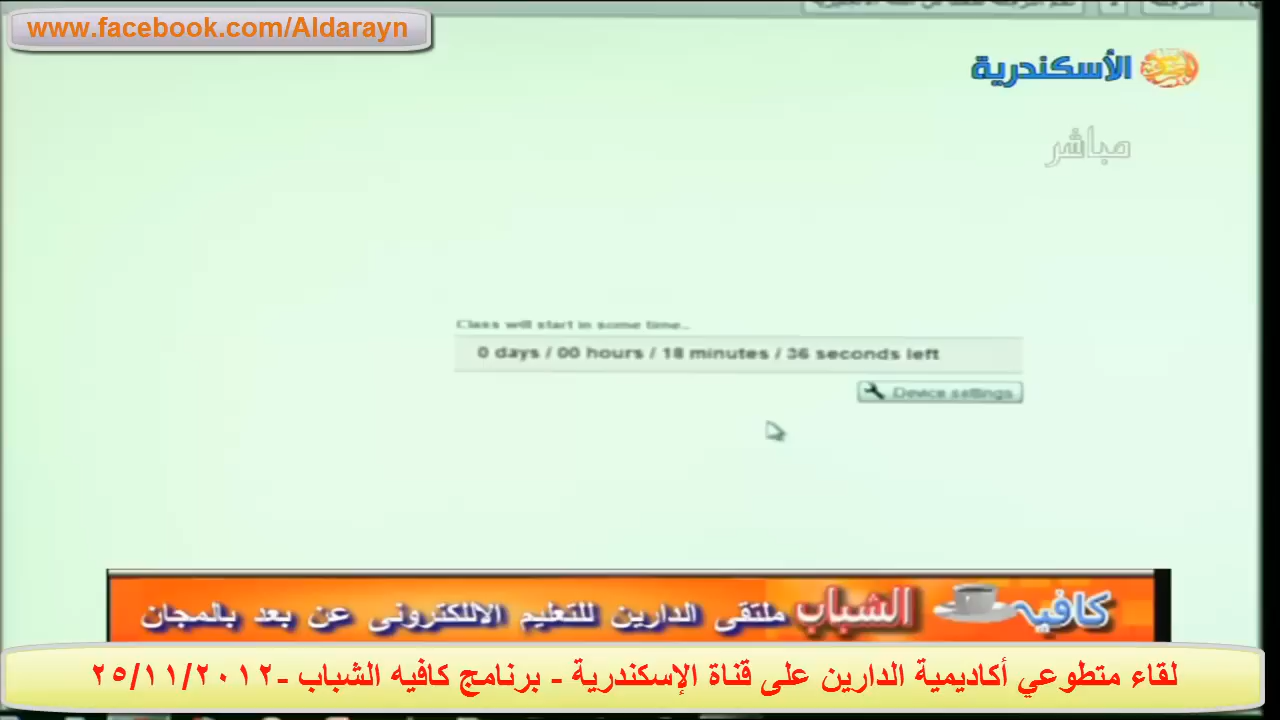 www.facebook.com/Aldarayn
الأسكندرية
مباشر
Class will start in some time..
0 days / 00 hours / 18 minutes / 36 seconds left
Device settings
كافيه الشباب ملتقى الدارين للتعليم الاللكترونى عن بعد بالمجان
لقاء متطوعي أكاديمية الدارين على قناة الإسكندرية - برنامج كافيه الشباب -٢٥/١١/٢٠١٢